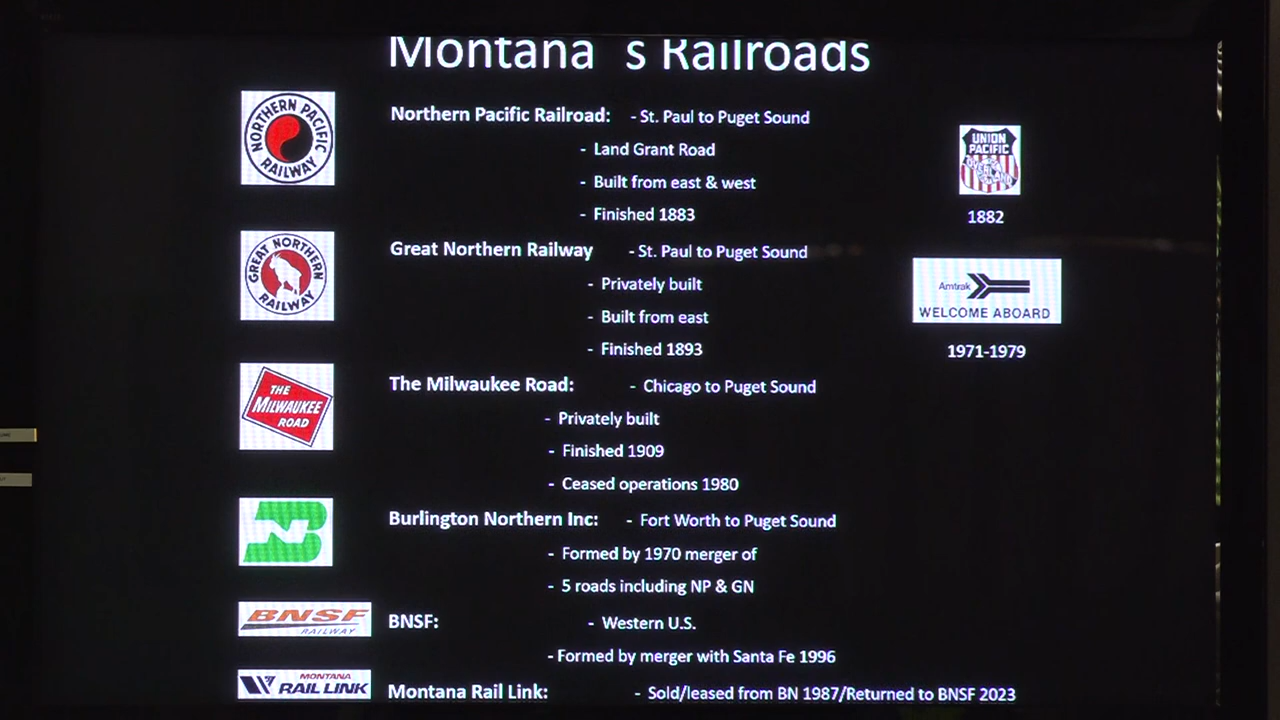 Montana s Railroads
NORTHERN PACIFIC
RAILWAY
Northern Pacific Railroad: - St. Paul to Puget Sound
- Land Grant Road
- Built from east & west
- Finished 1883
UNION
PACIFIC
OVERLAND
1882
GREAT NORTHERN
RAILWAY
Great Northern Railway - St. Paul to Puget Sound
- Privately built
- Built from east
- Finished 1893
Amtrak
WELCOME ABOARD
1971-1979
THE
MILWAUKEE
ROAD
The Milwaukee Road: - Chicago to Puget Sound
- Privately built
- Finished 1909
- Ceased operations 1980
BN
Burlington Northern Inc: - Fort Worth to Puget Sound
- Formed by 1970 merger of
- 5 roads including NP & GN
BNSF
RAILWAY
BNSF: - Western U.S.
- Formed by merger with Santa Fe 1996
MONTANA
RAIL LINK
Montana Rail Link: - Sold/leased from BN 1987/Returned to BNSF 2023